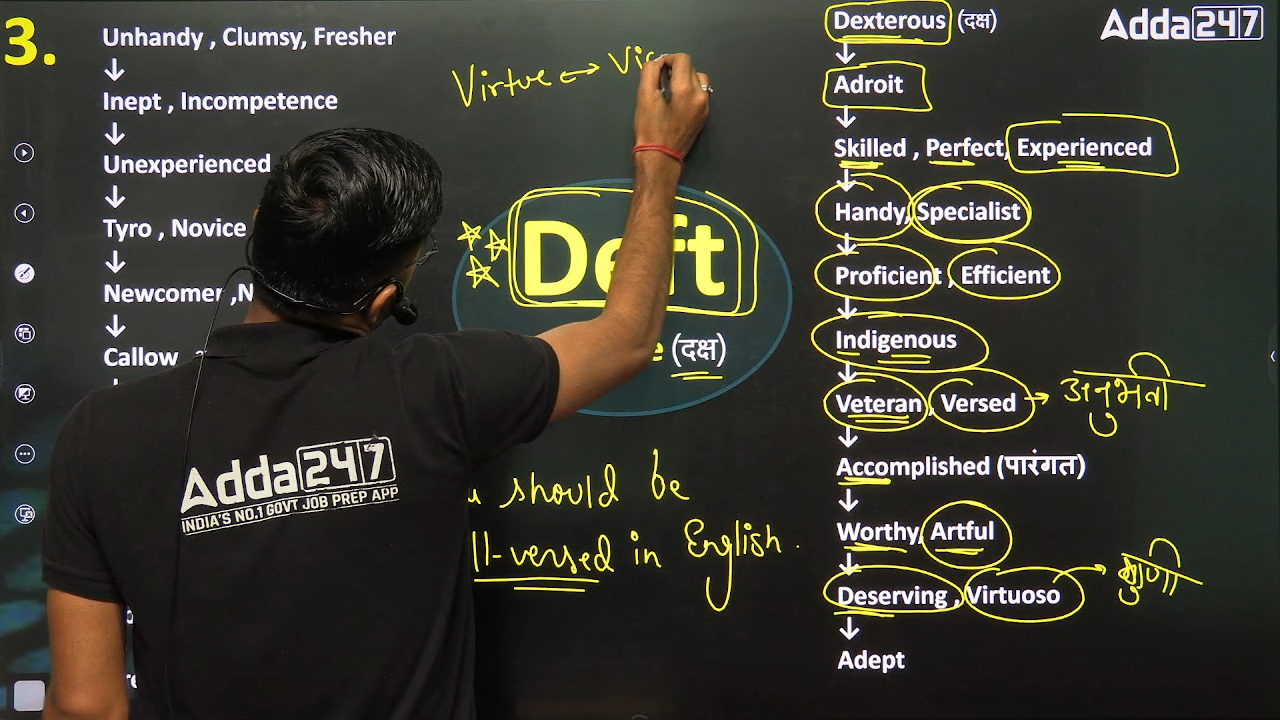 3.
Unhandy , Clumsy, Fresher
↓
Inept , Incompetence
↓
Unexperienced
↓
Tyro , Novice
↓
Newcomer ,N
↓
Callow
Virtue ↔
Deft
(दक्ष)
should be
ll-versed in English.
Dexterous (दक्ष)
↓
Adroit
↓
Skilled , Perfect, Experienced
↓
Handy, Specialist
↓
Proficient , Efficient
↓
Indigenous
↓
Veteran , Versed → अनुभवी
↓
Accomplished (पारंगत)
↓
Worthy, Artful
↓
Deserving , Virtuoso → गुणी
↓
Adept
Adda247
Adda247
INDIA'S NO.1 GOVT JOB PREP APP